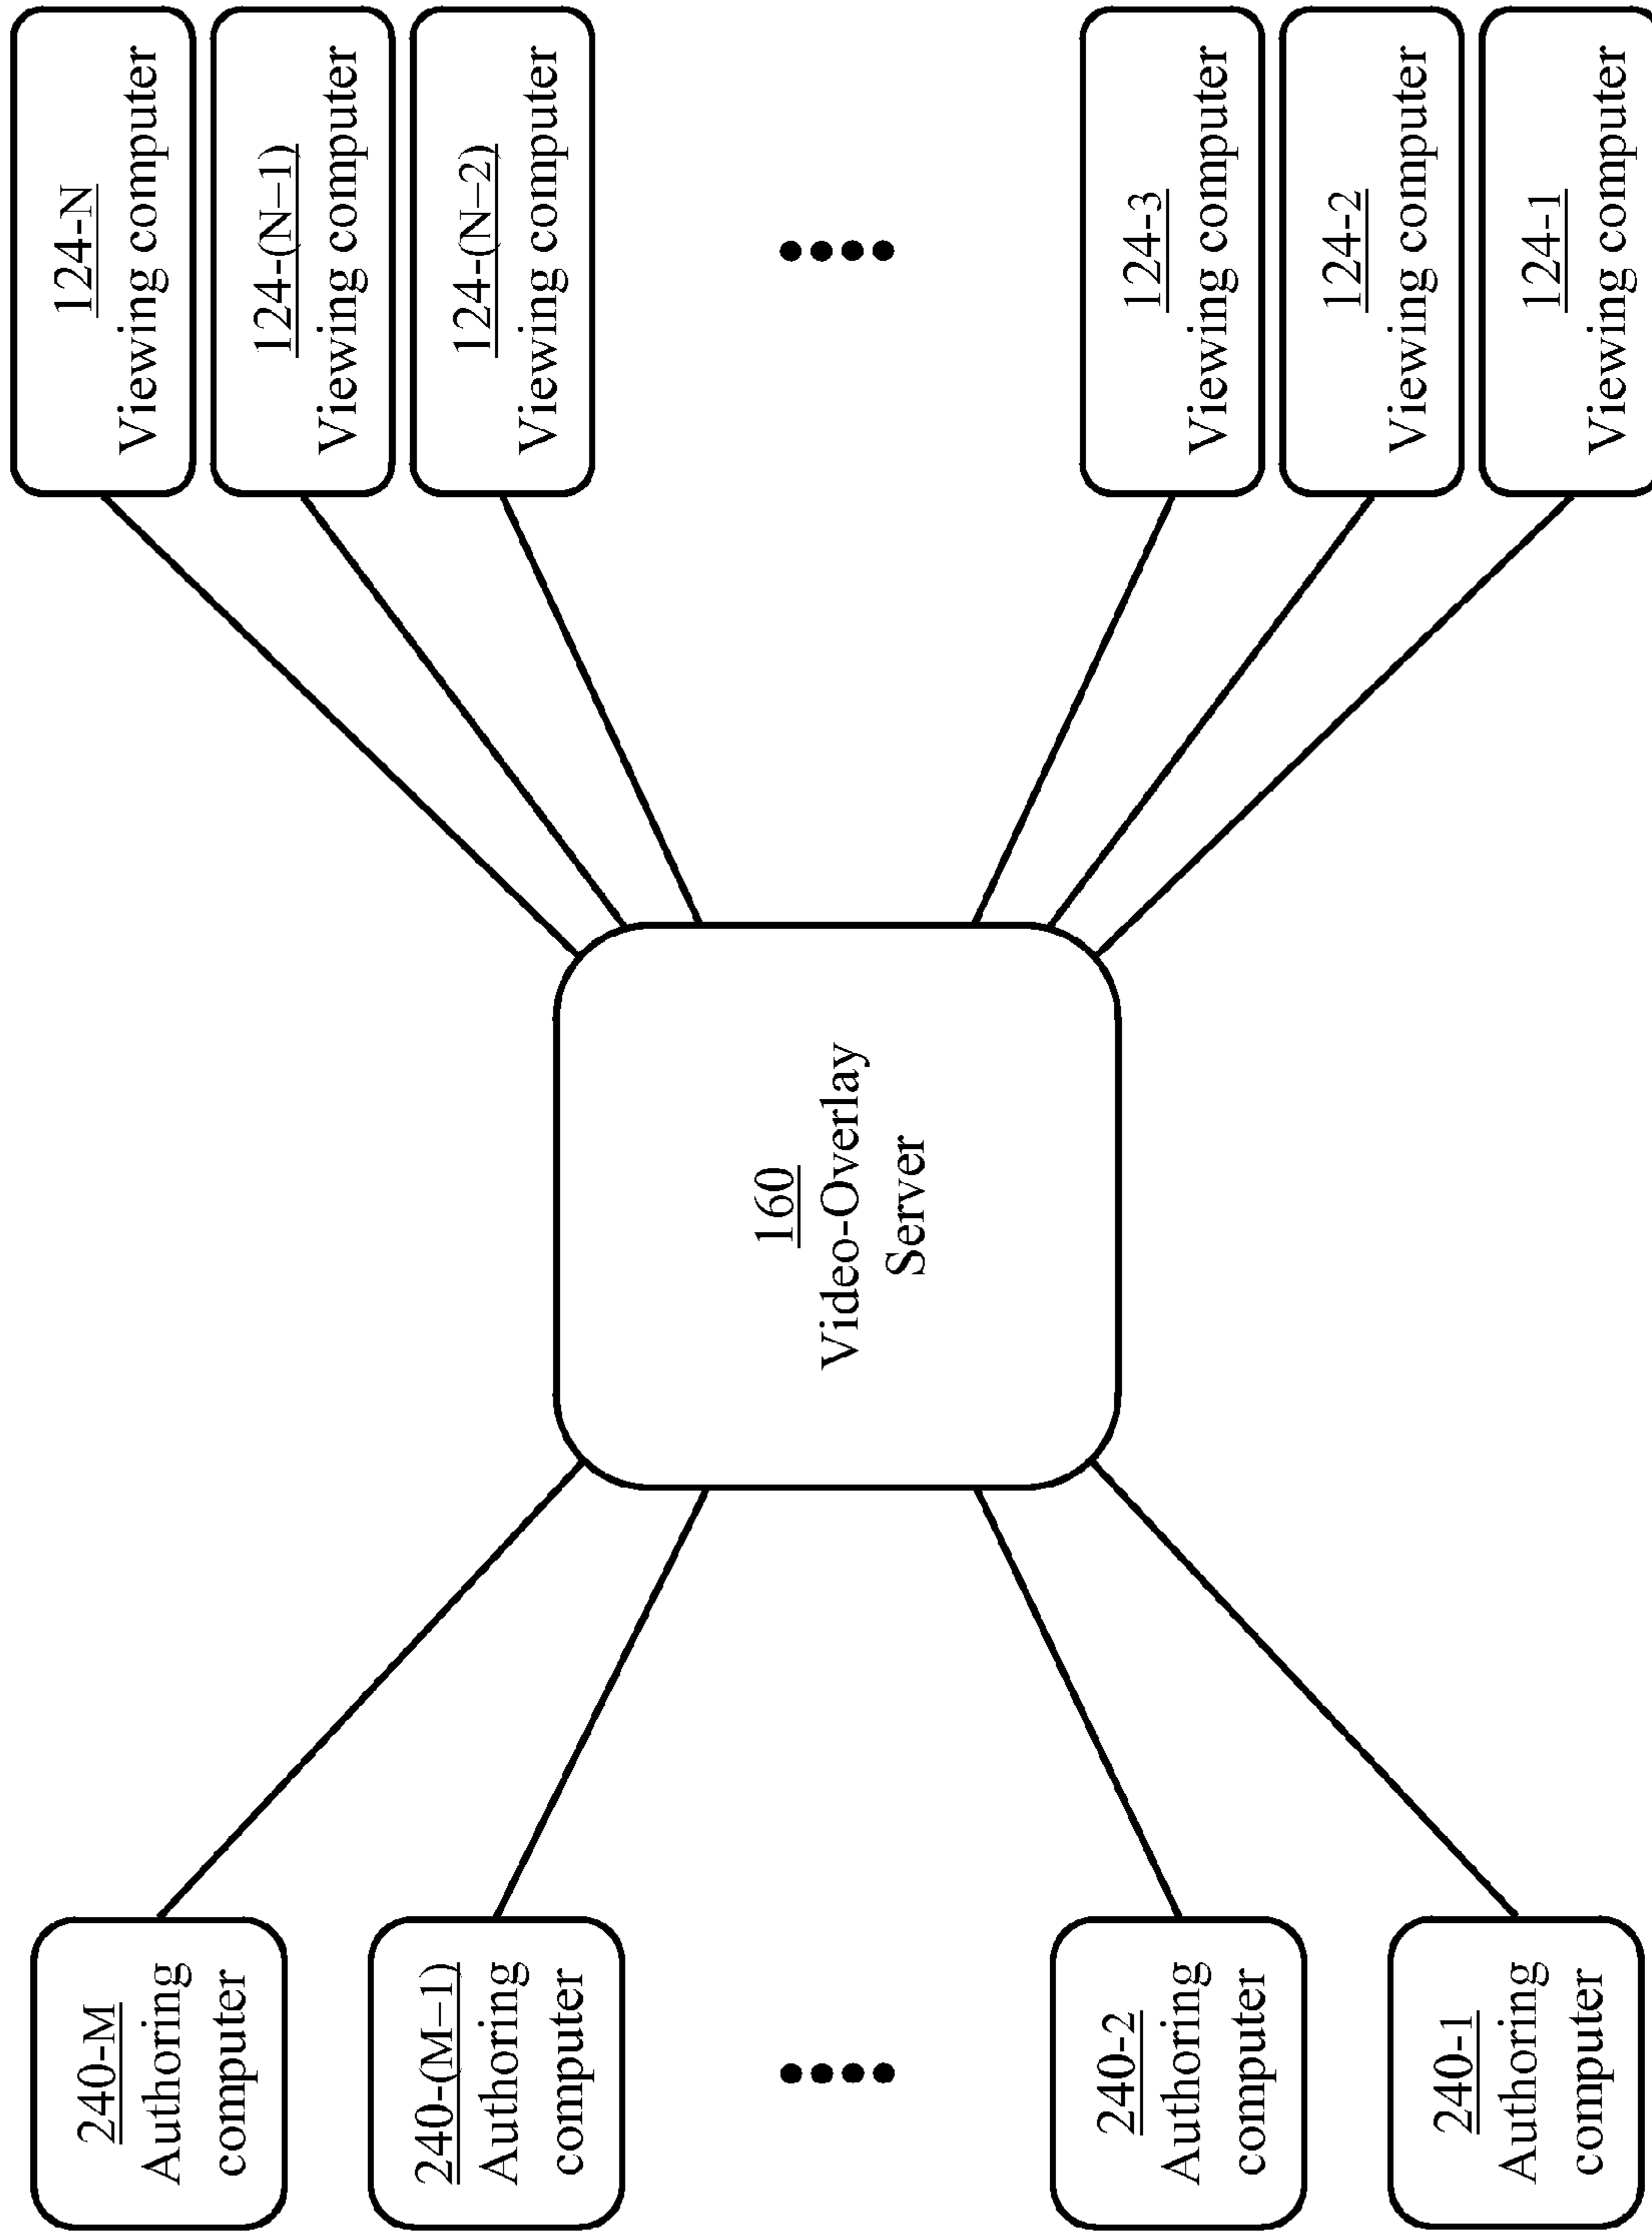 240-M
Authoring
computer
240-(M–1)
Authoring
computer
240-2
Authoring
computer
240-1
Authoring
computer
160
Video-Overlay
Server
124-N
Viewing computer
124-(N–1)
Viewing computer
124-(N–2)
Viewing computer
124-3
Viewing computer
124-2
Viewing computer
124-1
Viewing computer